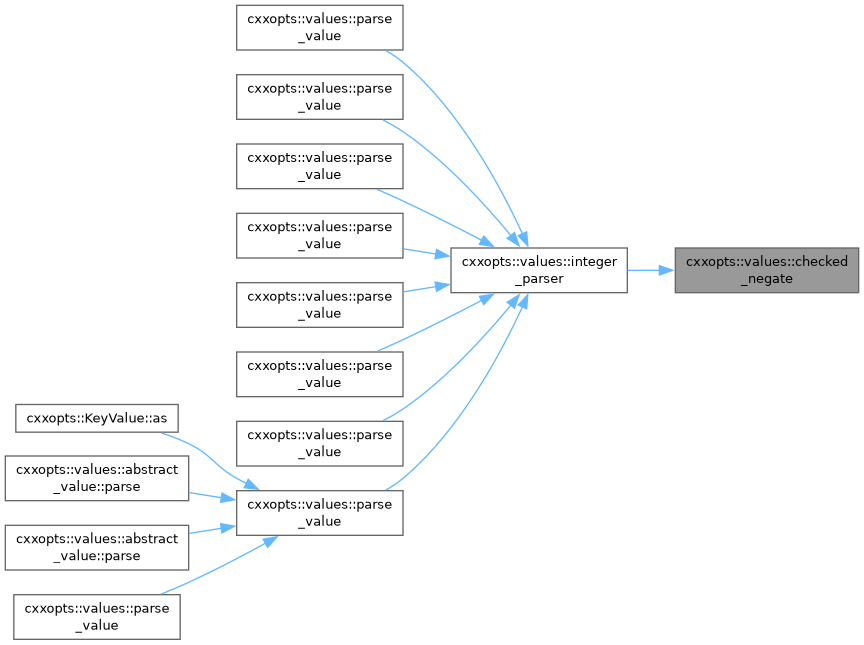 cxxopts::values::parse
_value
cxxopts::values::parse
_value
cxxopts::values::parse
_value
cxxopts::values::parse
_value
cxxopts::values::integer
_parser
cxxopts::values::checked
_negate
cxxopts::values::parse
_value
cxxopts::values::parse
_value
cxxopts::KeyValue::as
cxxopts::values::parse
_value
cxxopts::values::abstract
_value::parse
cxxopts::values::parse
_value
cxxopts::values::abstract
_value::parse
cxxopts::values::parse
_value